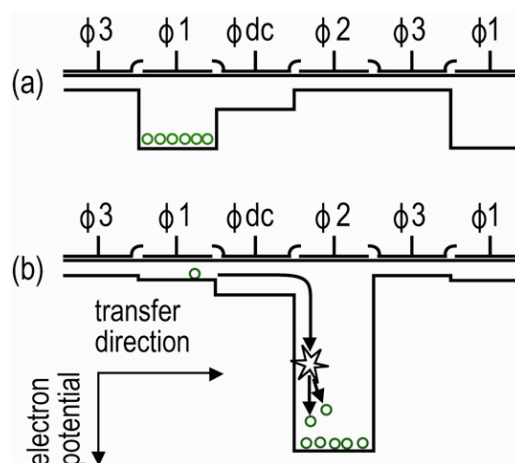 ϕ3 ϕ1 ϕdc ϕ2 ϕ3 ϕ1
(a)
ϕ3 ϕ1 ϕdc ϕ2 ϕ3 ϕ1
(b)
transfer
direction
electron
potential